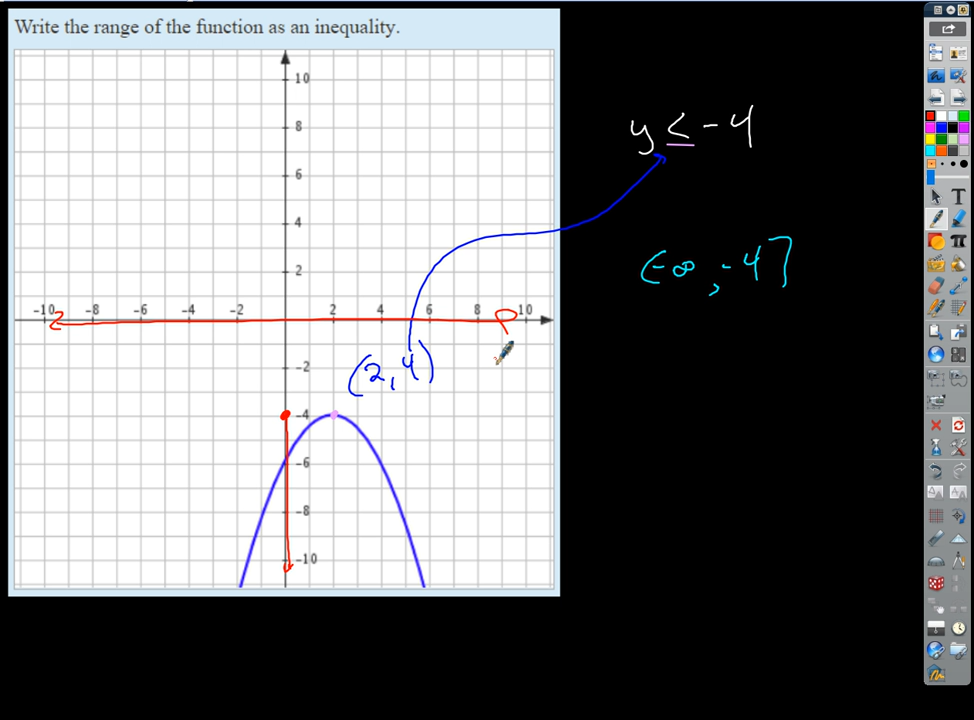 Write the range of the function as an inequality.
10
8
6
4
2
-10 -8 -6 -4 -2 2 4 6 8 10
-2
-4
-6
-8
-10
(2,4)
y ≤ -4
(-∞, -4]
T
π
A A